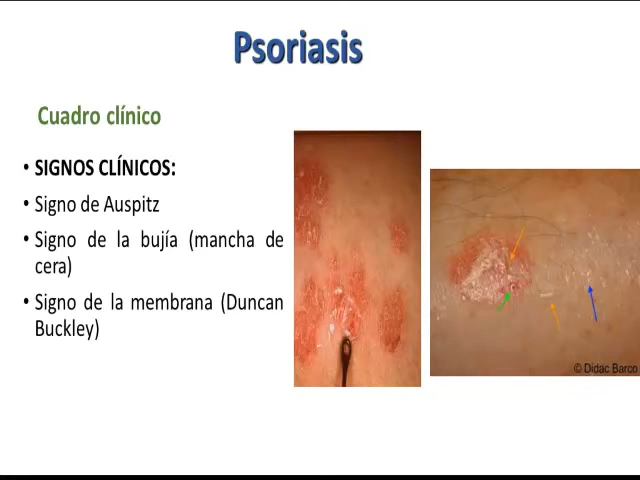 Psoriasis
Cuadro clínico
• SIGNOS CLÍNICOS:
• Signo de Auspitz
• Signo de la bujía (mancha de
cera)
• Signo de la membrana (Duncan
Buckley)
© Dídac Barco